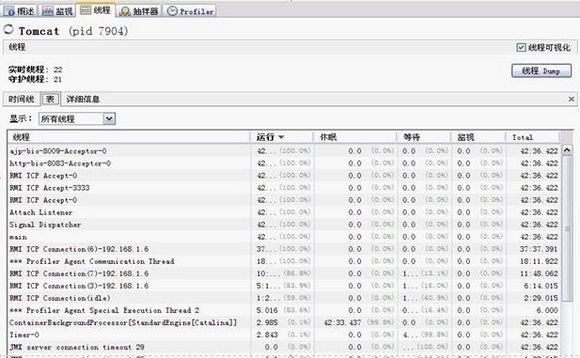 概述 监视 线程 抽样器 Profiler
Tomcat (pid 7904)
线程 线程可视化
实时线程: 22
守护线程: 21
线程 Dump
时间线 表 详细信息
显示: 所有线程
线程 运行 休眠 等待 监视 Total
ajp-bio-8009-Acceptor-0 42... (100.0%) 0.0 (0.0%) 0.0 (0.0%) 0.0 (0.0%) 42:36.422
http-bio-8083-Acceptor-0 42... (100.0%) 0.0 (0.0%) 0.0 (0.0%) 0.0 (0.0%) 42:36.422
RMI TCP Accept-0 42... (100.0%) 0.0 (0.0%) 0.0 (0.0%) 0.0 (0.0%) 42:36.422
RMI TCP Accept-3333 42... (100.0%) 0.0 (0.0%) 0.0 (0.0%) 0.0 (0.0%) 42:36.422
RMI TCP Accept-0 42... (100.0%) 0.0 (0.0%) 0.0 (0.0%) 0.0 (0.0%) 42:36.422
Attach Listener 42... (100.0%) 0.0 (0.0%) 0.0 (0.0%) 0.0 (0.0%) 42:36.422
Signal Dispatcher 42... (100.0%) 0.0 (0.0%) 0.0 (0.0%) 0.0 (0.0%) 42:36.422
main 42... (100.0%) 0.0 (0.0%) 0.0 (0.0%) 0.0 (0.0%) 42:36.422
RMI TCP Connection(6)-192.168.1.6 37... (100.0%) 0.0 (0.0%) 0.0 (0.0%) 0.0 (0.0%) 37:37.391
*** Profiler Agent Communication Thread 18... (100.0%) 0.0 (0.0%) 0.0 (0.0%) 0.0 (0.0%) 18:11.922
RMI TCP Connection(7)-192.168.1.6 10:... (86.8%) 0.0 (0.0%) 1... (13.1%) 0.0 (0.0%) 11:48.062
RMI TCP Connection(3)-192.168.1.6 5:1... (83.9%) 0.0 (0.0%) 1... (16.0%) 0.0 (0.0%) 6:14.015
RMI TCP Connection(idle) 1:2... (59.0%) 0.0 (0.0%) 1... (40.9%) 0.0 (0.0%) 2:29.015
*** Profiler Agent Special Execution Thread 2 5.016 (83.6%) 0.0 (0.0%) 0... (16.4%) 0.0 (0.0%) 6.000
ContainerBackgroundProcessor[StandardEngine[Catalina]] 2.985 (0.1%) 42:33.437 (99.8%) 0.0 (0.0%) 0.0 (0.0%) 42:36.422
Timer-0 2.843 (0.1%) 0.0 (0.0%) 4... (99.8%) 0.0 (0.0%) 42:36.422
JMX server connection timeout 29 0.0 (0.0%) 0.0 (0.0%) ... (100.0%) 0.0 (0.0%) 42:36.422